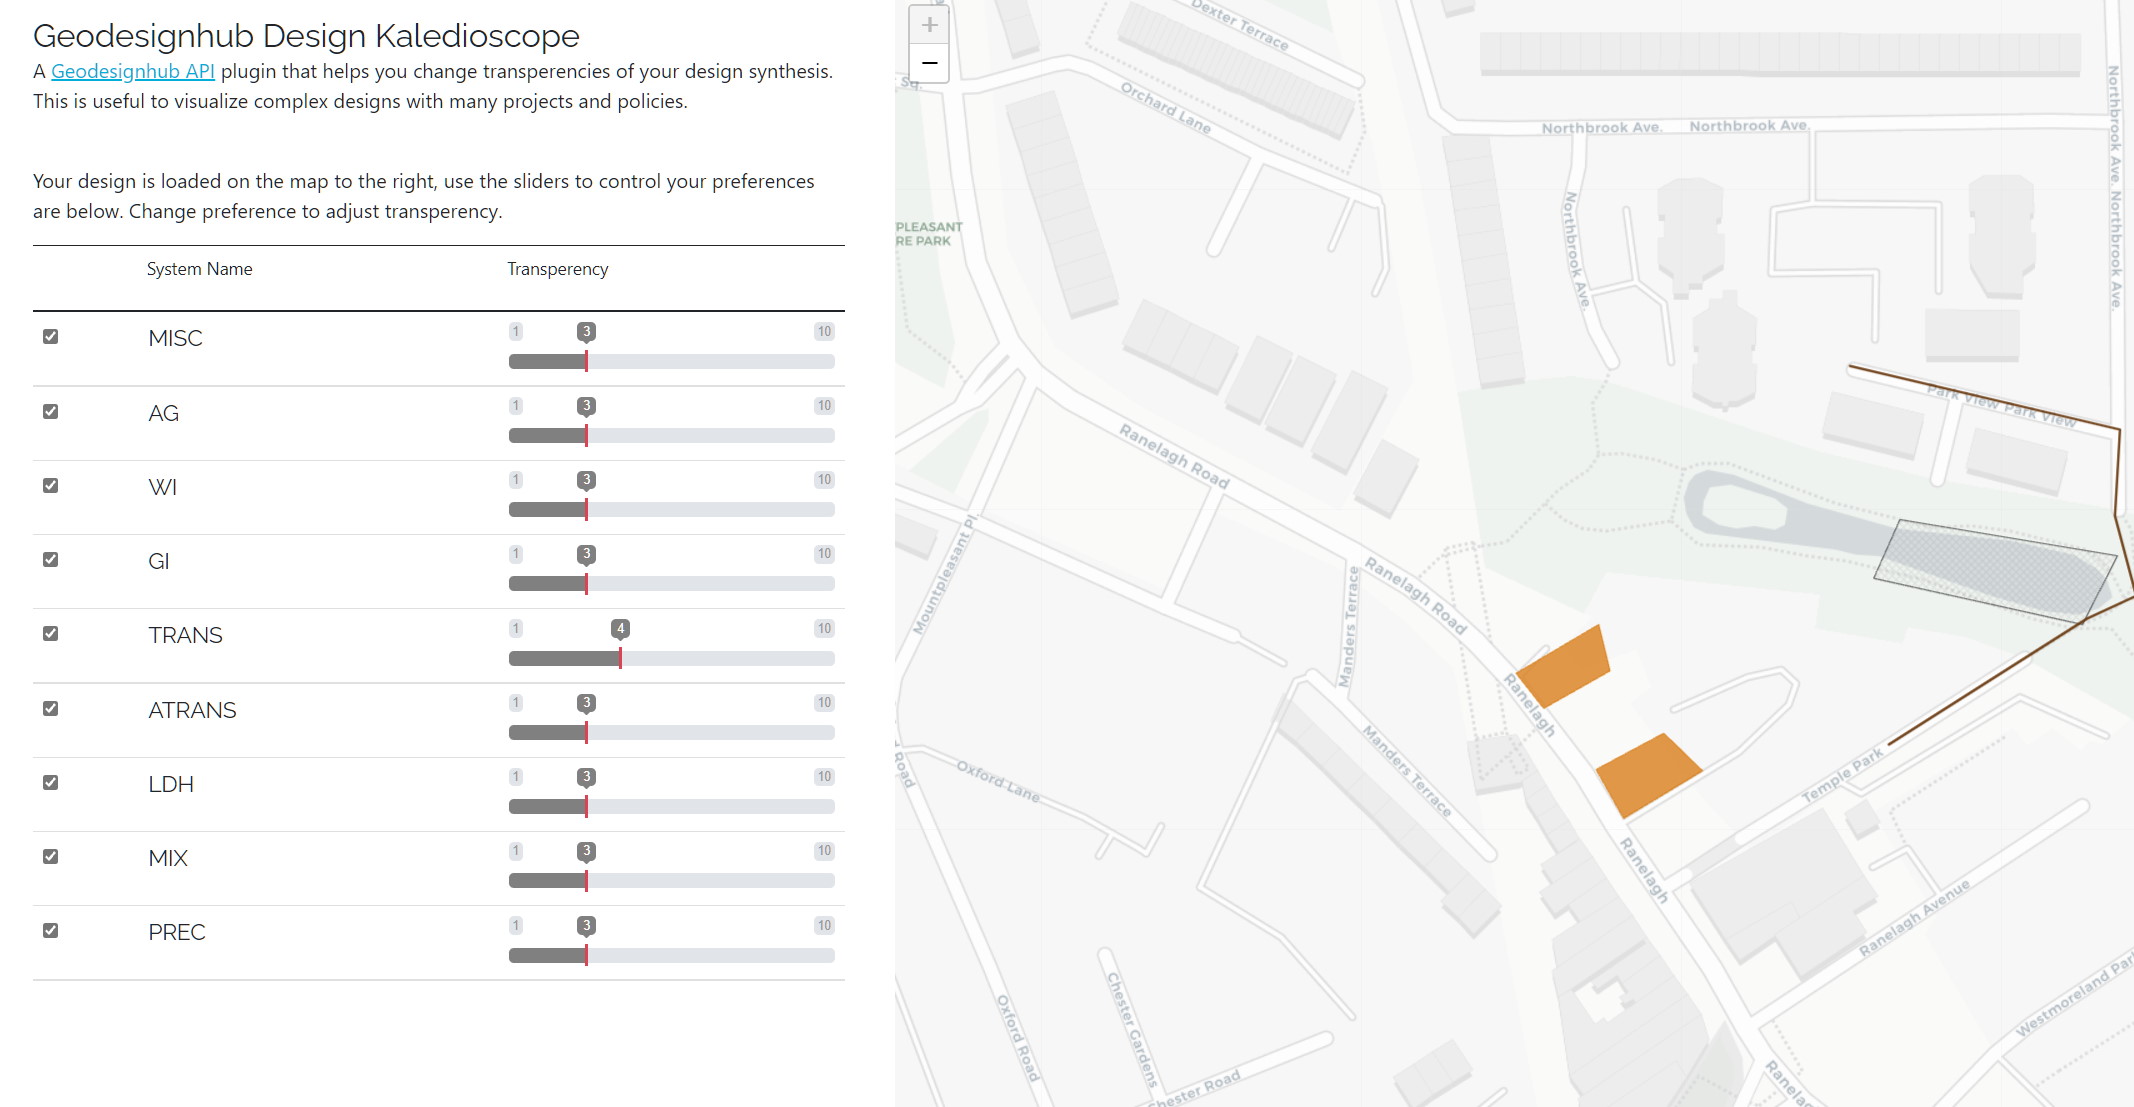 Geodesignhub Design Kaledioscope
A Geodesignhub API plugin that helps you change transperencies of your design synthesis.
This is useful to visualize complex designs with many projects and policies.
Your design is loaded on the map to the right, use the sliders to control your preferences
are below. Change preference to adjust transperency.
System Name Transperency
MISC 1 3 10
AG 1 3 10
WI 1 3 10
GI 1 3 10
TRANS 1 4 10
ATRANS 1 3 10
LDH 1 3 10
MIX 1 3 10
PREC 1 3 10
+
−
Dexter Terrace
Sq.
Orchard Lane
Northbrook Ave. Northbrook Ave.
Northbrook Ave. Northbrook Ave.
Northbrook Ave.
PLEASANT
RE PARK
Park View Park View
Ranelagh Road
Mountpleasant Pl.
Ranelagh Road
Manders Terrace
Ranelagh
Manders Terrace
Road
Oxford Lane
Temple Park
Ranelagh
Ranelagh Avenue
Westmoreland Par
Chester Gardens
Oxford Road
Chester Road
Ranelag